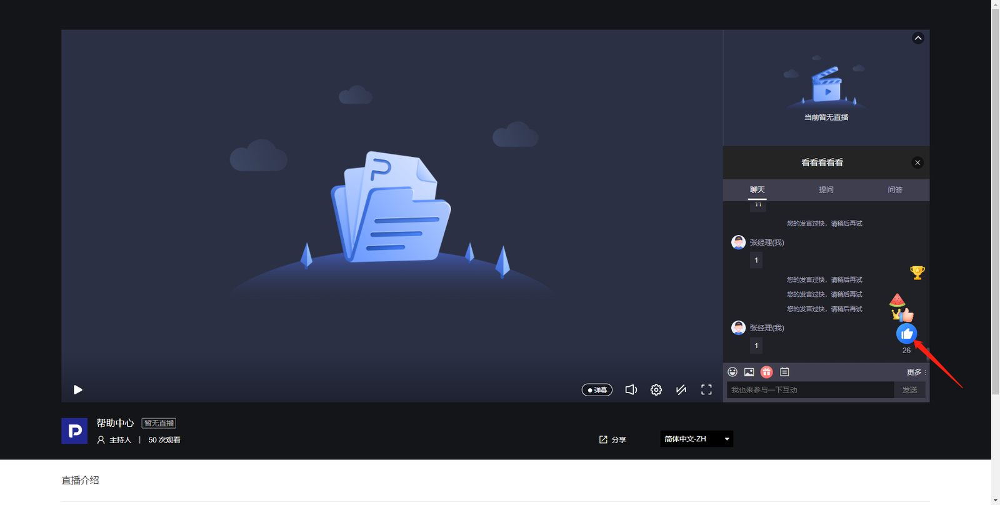 当前暂无直播
看看看看看
聊天 提问 问答
11
您的发言过快，请稍后再试
张经理(我)
1
您的发言过快，请稍后再试
您的发言过快，请稍后再试
您的发言过快，请稍后再试
张经理(我)
1
26
更多
我也来参与一下互动 发送
弹幕
帮助中心 暂无直播
主持人 | 50 次观看
分享
简体中文-ZH
直播介绍